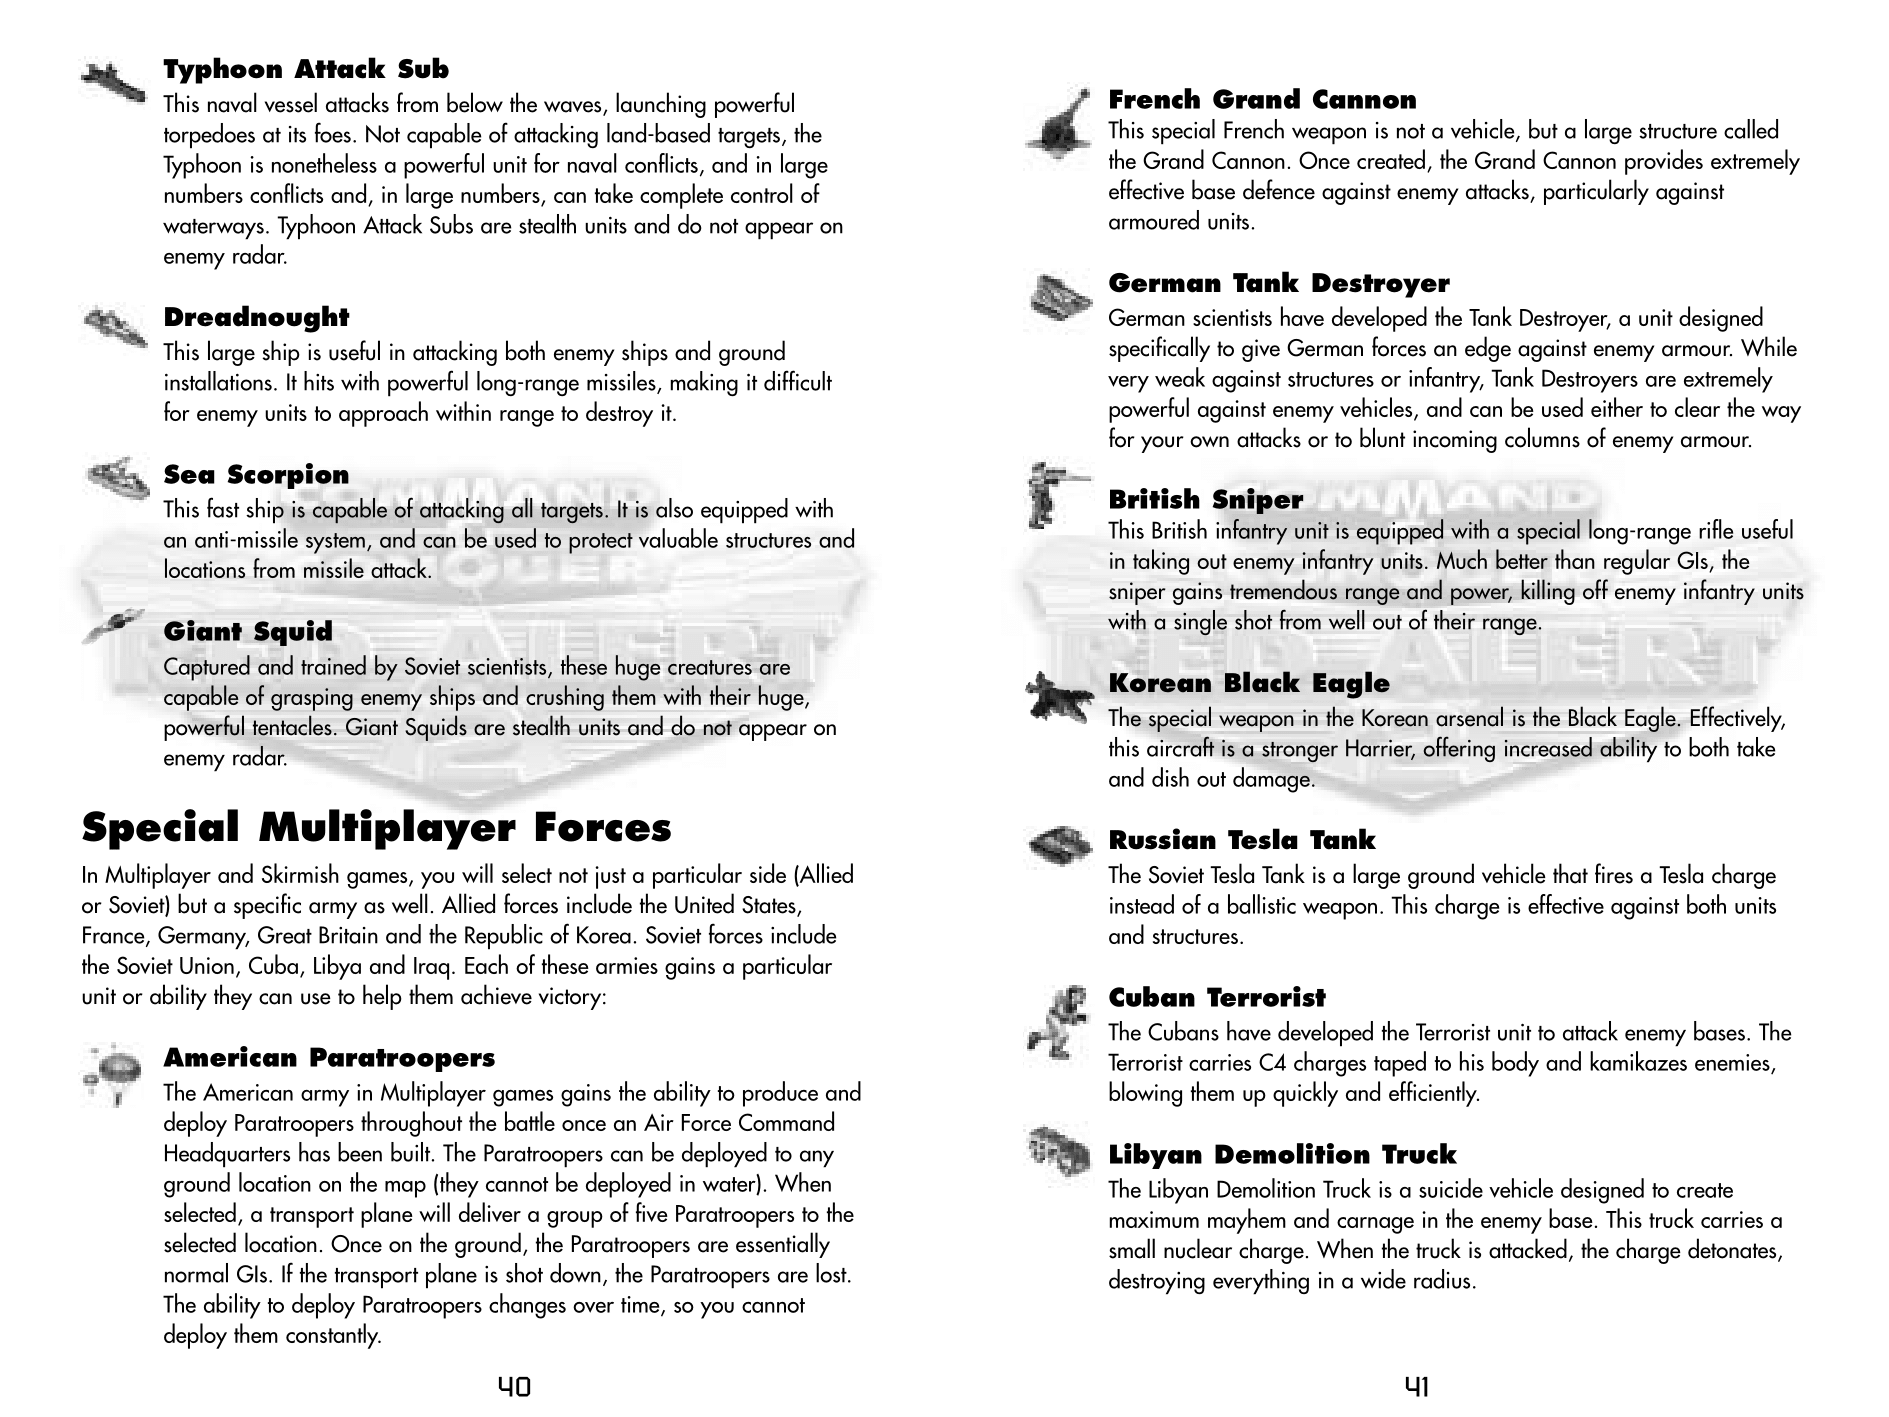 Typhoon Attack Sub
This naval vessel attacks from below the waves, launching powerful
torpedoes at its foes. Not capable of attacking land-based targets, the
Typhoon is nonetheless a powerful unit for naval conflicts, and in large
numbers conflicts and, in large numbers, can take complete control of
waterways. Typhoon Attack Subs are stealth units and do not appear on
enemy radar.
Dreadnought
This large ship is useful in attacking both enemy ships and ground
installations. It hits with powerful long-range missiles, making it difficult
for enemy units to approach within range to destroy it.
Sea Scorpion
This fast ship is capable of attacking all targets. It is also equipped with
an anti-missile system, and can be used to protect valuable structures and
locations from missile attack.
Giant Squid
Captured and trained by Soviet scientists, these huge creatures are
capable of grasping enemy ships and crushing them with their huge,
powerful tentacles. Giant Squids are stealth units and do not appear on
enemy radar.
Special Multiplayer Forces
In Multiplayer and Skirmish games, you will select not just a particular side (Allied
or Soviet) but a specific army as well. Allied forces include the United States,
France, Germany, Great Britain and the Republic of Korea. Soviet forces include
the Soviet Union, Cuba, Libya and Iraq. Each of these armies gains a particular
unit or ability they can use to help them achieve victory:
American Paratroopers
The American army in Multiplayer games gains the ability to produce and
deploy Paratroopers throughout the battle once an Air Force Command
Headquarters has been built. The Paratroopers can be deployed to any
ground location on the map (they cannot be deployed in water). When
selected, a transport plane will deliver a group of five Paratroopers to the
selected location. Once on the ground, the Paratroopers are essentially
normal GIs. If the transport plane is shot down, the Paratroopers are lost.
The ability to deploy Paratroopers changes over time, so you cannot
deploy them constantly.
40
COMMAND
&
CONQUER
RED ALERT
2
French Grand Cannon
This special French weapon is not a vehicle, but a large structure called
the Grand Cannon. Once created, the Grand Cannon provides extremely
effective base defence against enemy attacks, particularly against
armoured units.
German Tank Destroyer
German scientists have developed the Tank Destroyer, a unit designed
specifically to give German forces an edge against enemy armour. While
very weak against structures or infantry, Tank Destroyers are extremely
powerful against enemy vehicles, and can be used either to clear the way
for your own attacks or to blunt incoming columns of enemy armour.
British Sniper
This British infantry unit is equipped with a special long-range rifle useful
in taking out enemy infantry units. Much better than regular GIs, the
sniper gains tremendous range and power, killing off enemy infantry units
with a single shot from well out of their range.
Korean Black Eagle
The special weapon in the Korean arsenal is the Black Eagle. Effectively,
this aircraft is a stronger Harrier, offering increased ability to both take
and dish out damage.
Russian Tesla Tank
The Soviet Tesla Tank is a large ground vehicle that fires a Tesla charge
instead of a ballistic weapon. This charge is effective against both units
and structures.
Cuban Terrorist
The Cubans have developed the Terrorist unit to attack enemy bases. The
Terrorist carries C4 charges taped to his body and kamikazes enemies,
blowing them up quickly and efficiently.
Libyan Demolition Truck
The Libyan Demolition Truck is a suicide vehicle designed to create
maximum mayhem and carnage in the enemy base. This truck carries a
small nuclear charge. When the truck is attacked, the charge detonates,
destroying everything in a wide radius.
41
COMMAND
&
CONQUER
RED ALERT
2